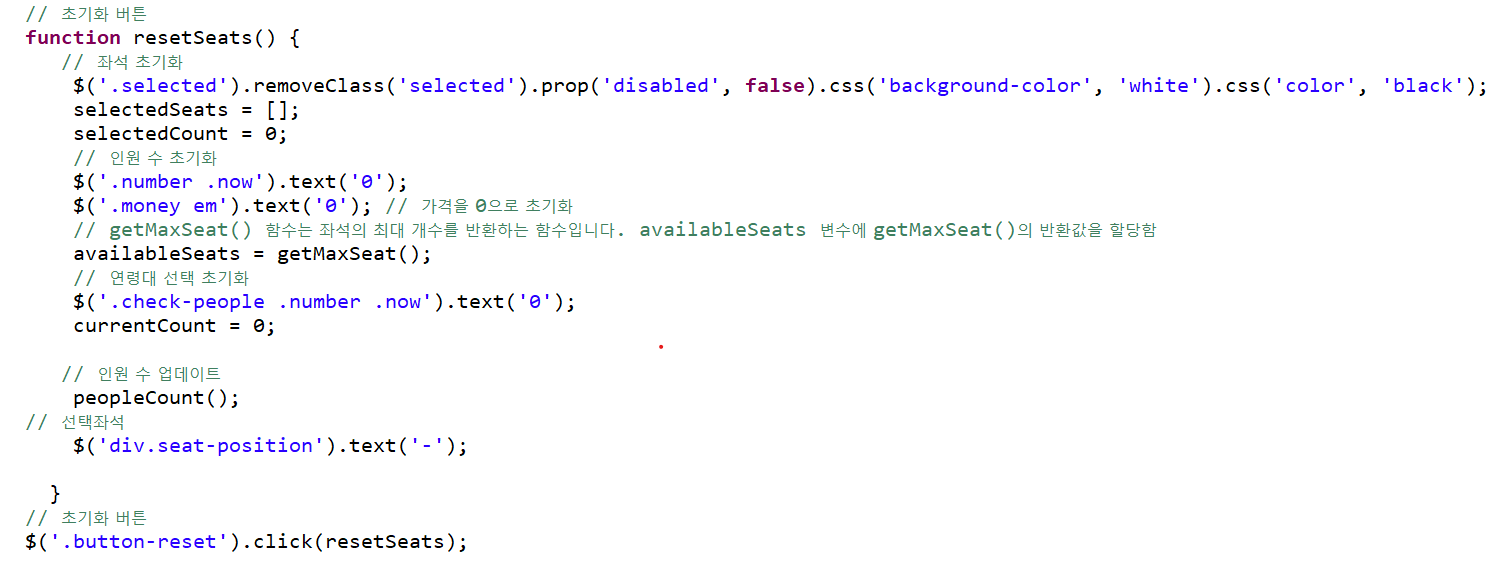 // 초기화 버튼
function resetSeats() {
// 좌석 초기화
$('.selected').removeClass('selected').prop('disabled', false).css('background-color', 'white').css('color', 'black');
selectedSeats = [];
selectedCount = 0;
// 인원 수 초기화
$('.number .now').text('0');
$('.money em').text('0'); // 가격을 0으로 초기화
// getMaxSeat() 함수는 좌석의 최대 개수를 반환하는 함수입니다. availableSeats 변수에 getMaxSeat()의 반환값을 할당함
availableSeats = getMaxSeat();
// 연령대 선택 초기화
$('.check-people .number .now').text('0');
currentCount = 0;
// 인원 수 업데이트
peopleCount();
// 선택좌석
$('div.seat-position').text('-');
}
// 초기화 버튼
$('.button-reset').click(resetSeats);